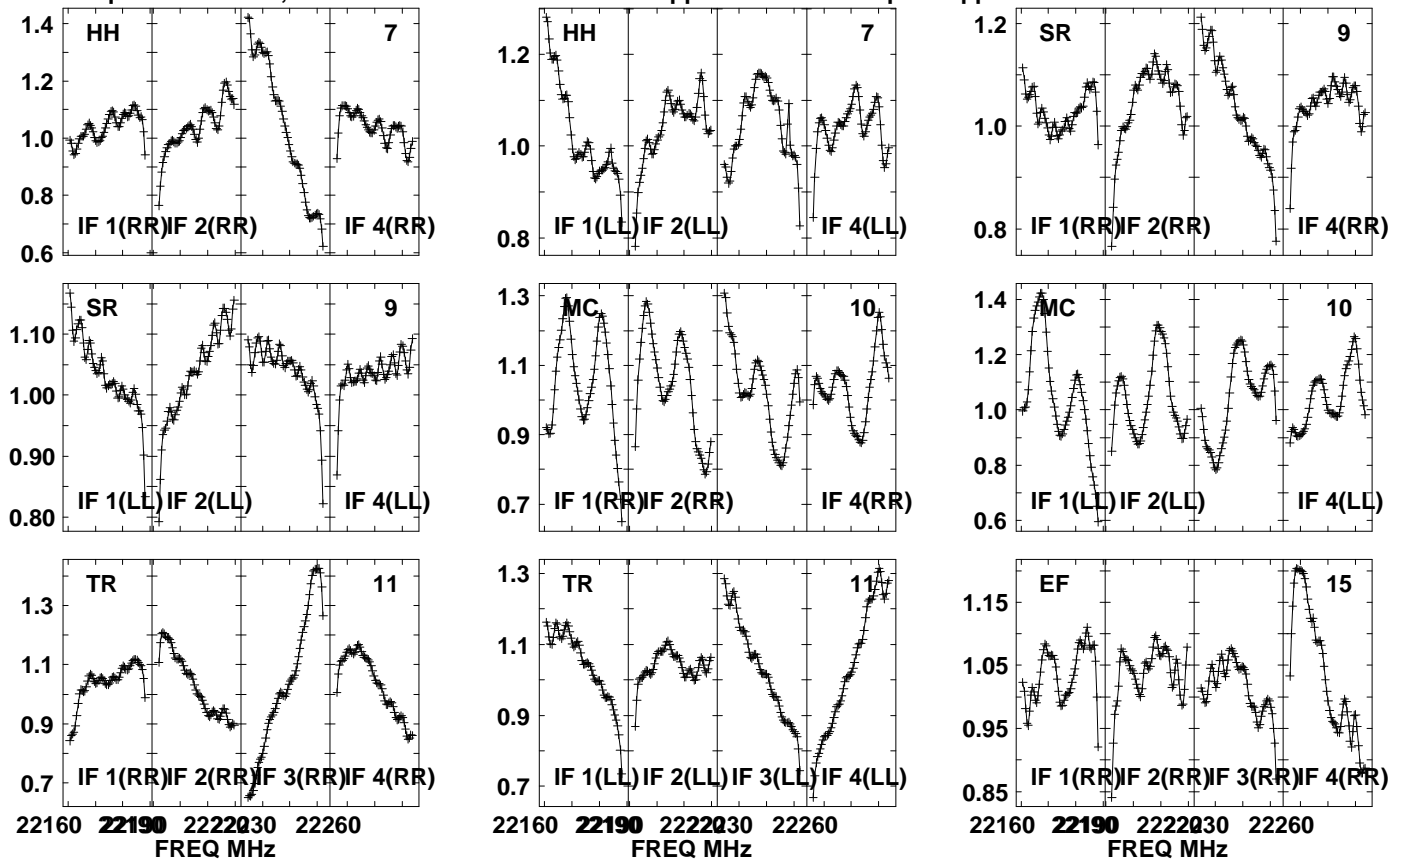 HH 7
1.4
1.2
1.0
0.8
0.6
IF 1(RR) IF 2(RR) IF 4(RR)
HH 7
1.2
1.0
0.8
IF 1(LL) IF 2(LL) IF 4(LL)
SR 9
1.2
1.0
0.8
IF 1(RR) IF 2(RR) IF 4(RR)
SR 9
1.10
1.00
0.90
0.80
IF 1(LL) IF 2(LL) IF 4(LL)
MC 10
1.3
1.1
0.9
0.7
IF 1(RR) IF 2(RR) IF 4(RR)
MC 10
1.4
1.2
1.0
0.8
0.6
IF 1(LL) IF 2(LL) IF 4(LL)
TR 11
1.3
1.1
0.9
0.7
IF 1(RR) IF 2(RR) IF 3(RR) IF 4(RR)
22160 22190 22230 22260
FREQ MHz
TR 11
1.3
1.1
0.9
0.7
IF 1(LL) IF 2(LL) IF 3(LL) IF 4(LL)
22160 22190 22230 22260
FREQ MHz
EF 15
1.15
1.05
0.95
0.85
IF 1(RR) IF 2(RR) IF 3(RR) IF 4(RR)
22160 22190 22230 22260
FREQ MHz